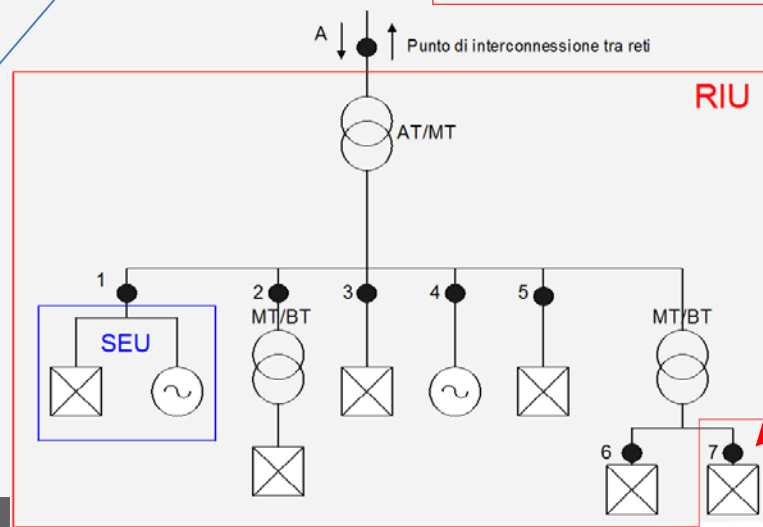 A
Punto di interconnessione tra reti
RIU
AT/MT
1
2
3
4
5
MT/BT
MT/BT
SEU
6
7